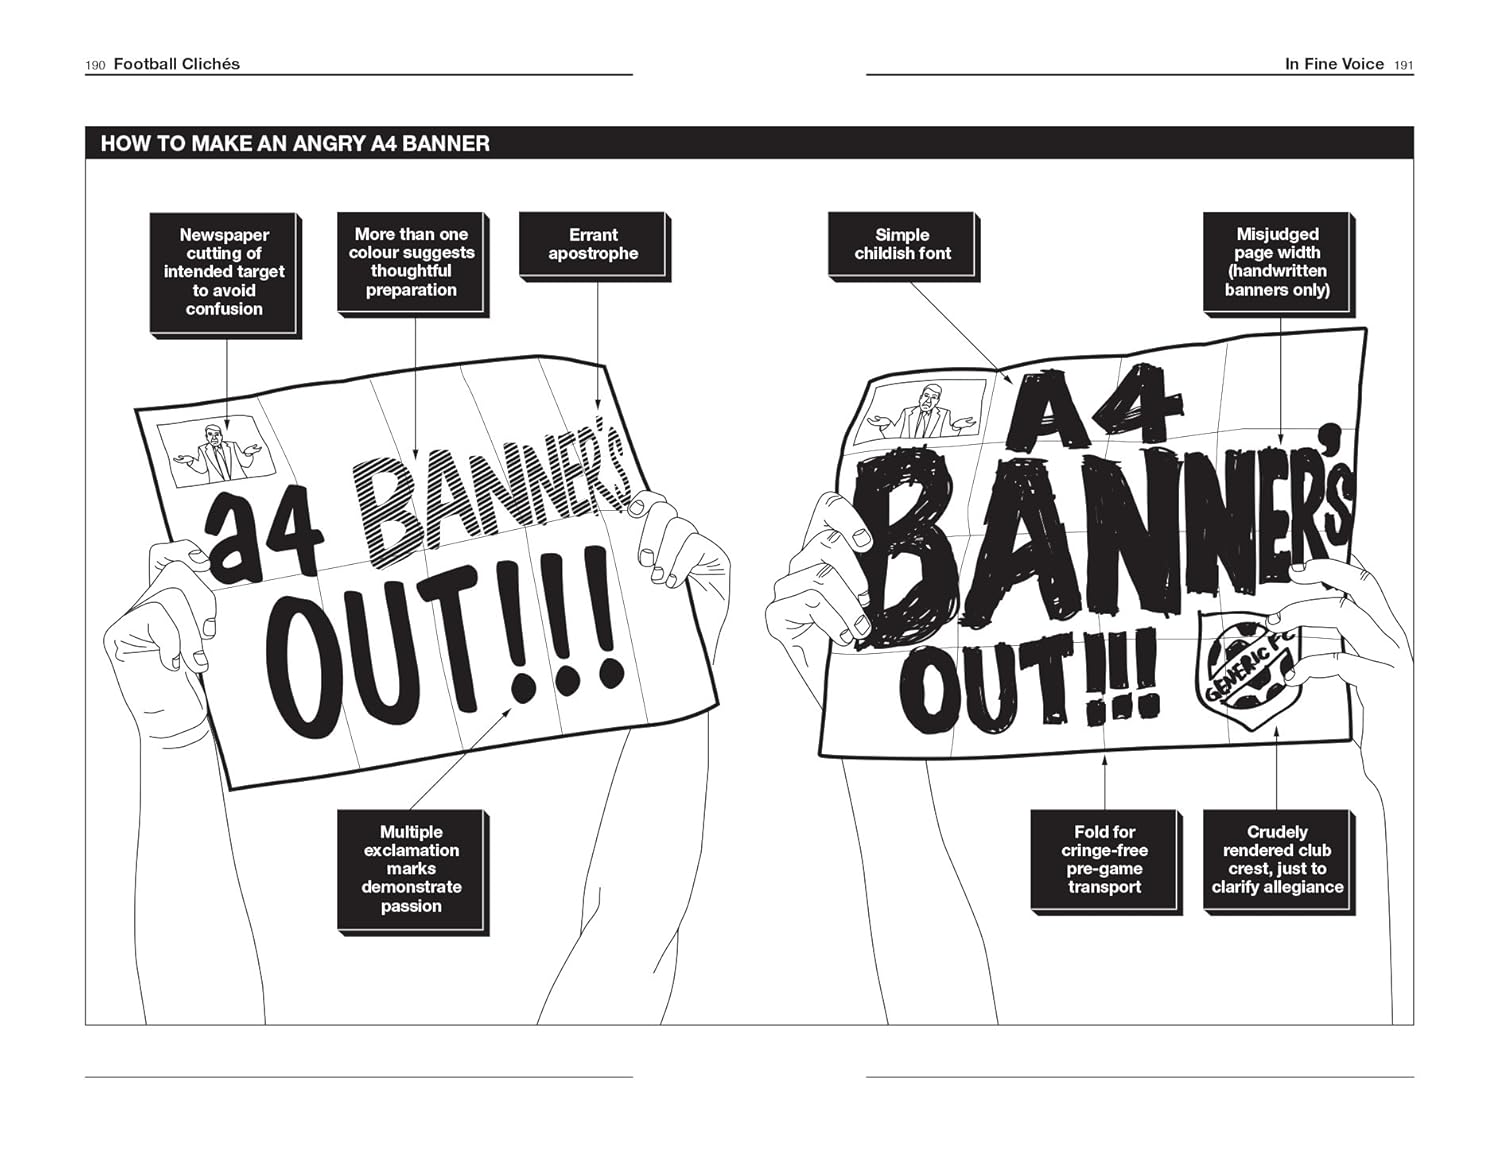 190 Football Clichés
In Fine Voice 191
HOW TO MAKE AN ANGRY A4 BANNER
Newspaper
cutting of
intended target
to avoid
confusion
More than one
colour suggests
thoughtful
preparation
Errant
apostrophe
Simple
childish font
Misjudged
page width
(handwritten
banners only)
a4 BANNER'S
OUT!!!
A4
BANNER'S
OUT!!!
GENERIC FC
Multiple
exclamation
marks
demonstrate
passion
Fold for
cringe-free
pre-game
transport
Crudely
rendered club
crest, just to
clarify allegiance